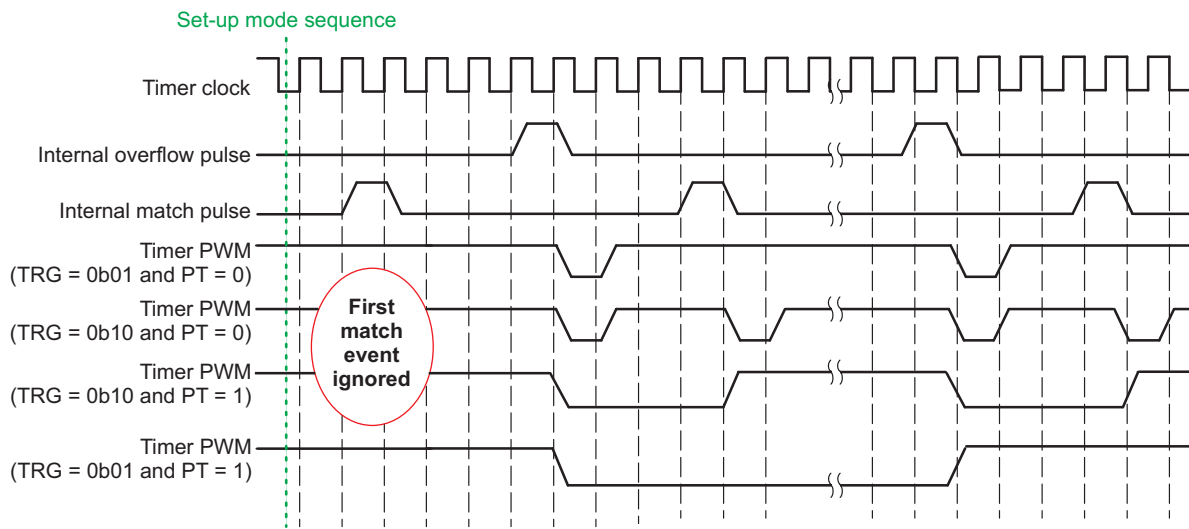 Set-up mode sequence
Timer clock
Internal overflow pulse
Internal match pulse
Timer PWM
(TRG = 0b01 and PT = 0)
Timer PWM
(TRG = 0b10 and PT = 0)
First
match
event
ignored
Timer PWM
(TRG = 0b10 and PT = 1)
Timer PWM
(TRG = 0b01 and PT = 1)